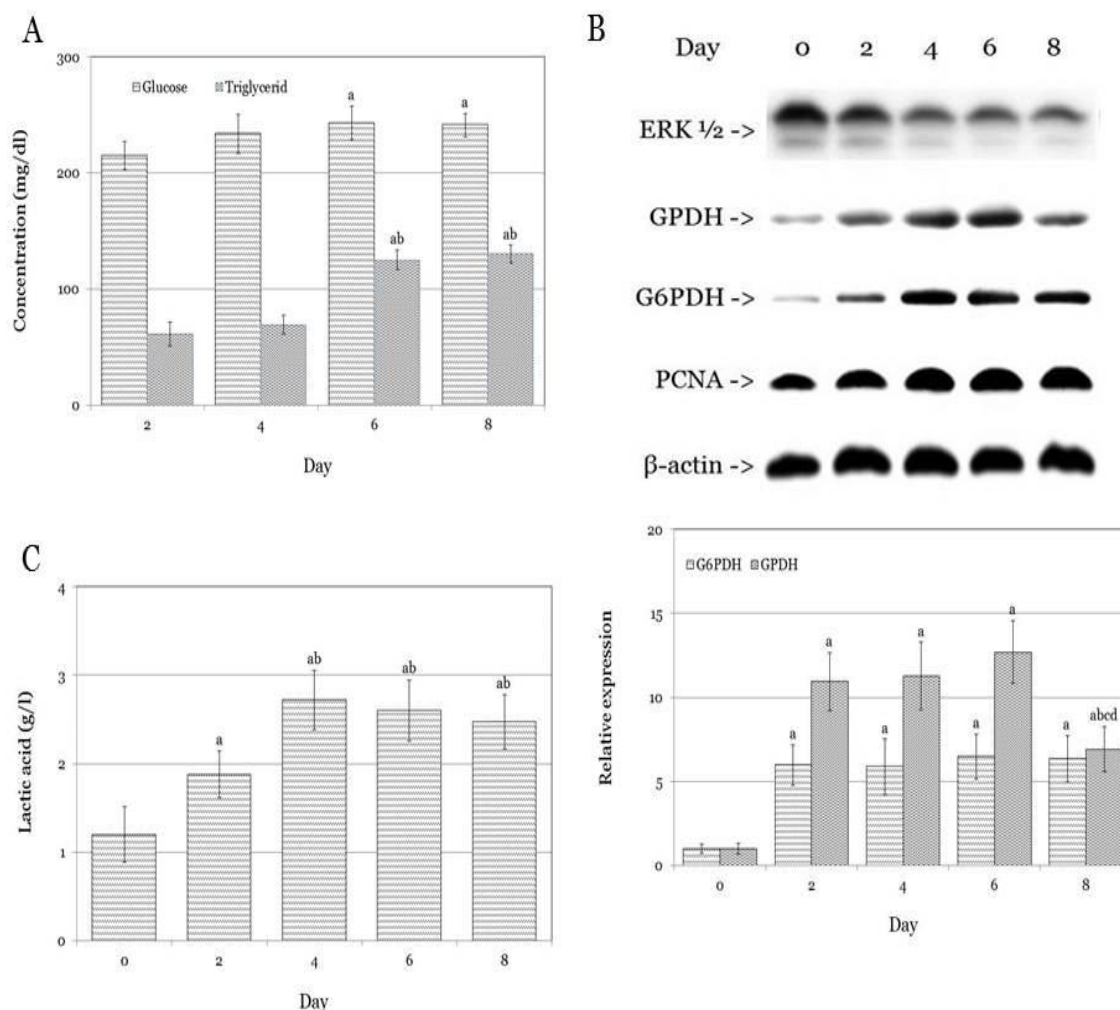 A
300
200
100
0
Glucose Triglycerid
a a
ab ab
Concentration (mg/dl)
2 4 6 8
Day
B
Day 0 2 4 6 8
ERK ½ ->
GPDH ->
G6PDH ->
PCNA ->
β-actin ->
20
15
10
5
0
G6PDH GPDH
a a a a a a a abcd
Relative expression
0 2 4 6 8
Day
C
4
3
2
1
0
a ab ab ab
Lactic acid (g/l)
0 2 4 6 8
Day